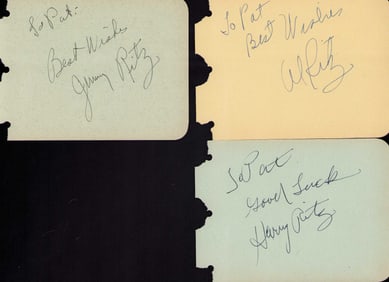 To Pat-
Best Wishes
Jimmy Ritz
To Pat
Best Wishes
Al Ritz
To Pat
Good Luck
Harry Ritz